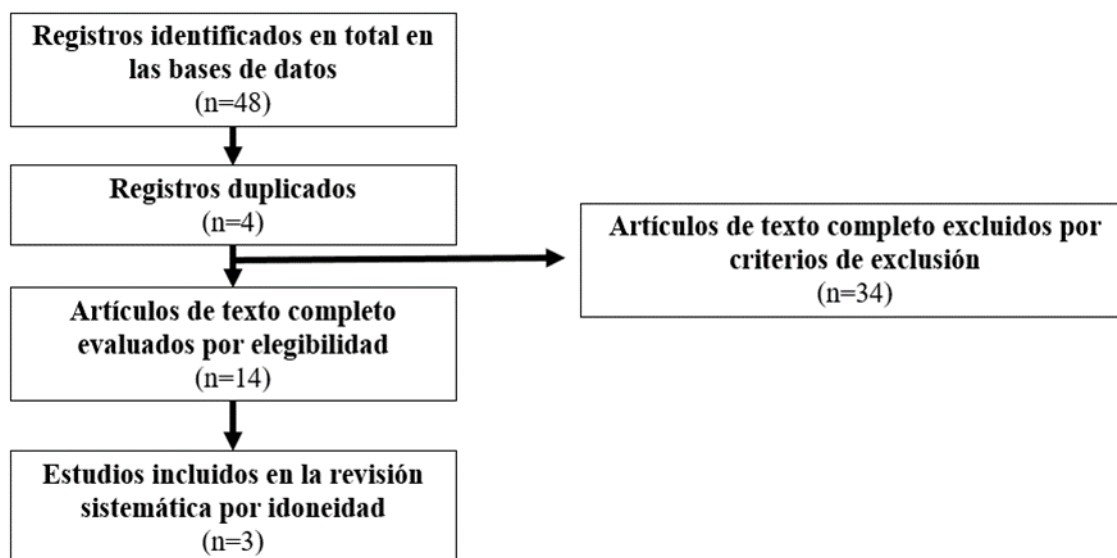 Registros identificados en total en
las bases de datos
(n=48)
Registros duplicados
(n=4)
Artículos de texto completo excluidos por
criterios de exclusión
(n=34)
Artículos de texto completo
evaluados por elegibilidad
(n=14)
Estudios incluidos en la revisión
sistemática por idoneidad
(n=3)